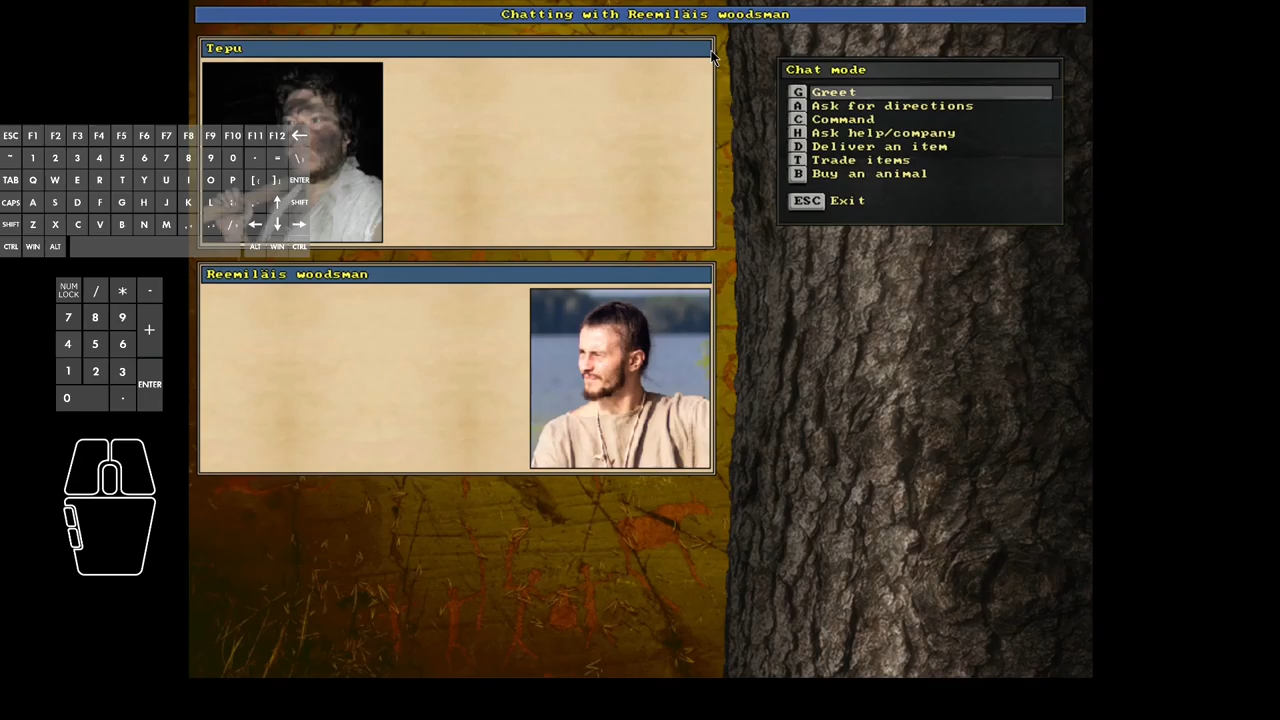 Chatting with Reemiläis woodsman
Tepu
Chat mode
G Greet
A Ask for directions
C Command
H Ask help/company
D Deliver an item
T Trade items
B Buy an animal
ESC Exit
ESC F1 F2 F3 F4 F5 F6 F7 F8 F9 F10 F11 F12 ←
~ 1 2 3 4 5 6 7 8 9 0 - = \
TAB Q W E R T Y U I O P [ ] ENTER
CAPS A S D F G H J K L ; ↑ SHIFT
SHIFT Z X C V B N M , . / ← ↓ →
CTRL WIN ALT ALT WIN CTRL
Reemiläis woodsman
NUM LOCK / * -
7 8 9
+
4 5 6
1 2 3
ENTER
0 .